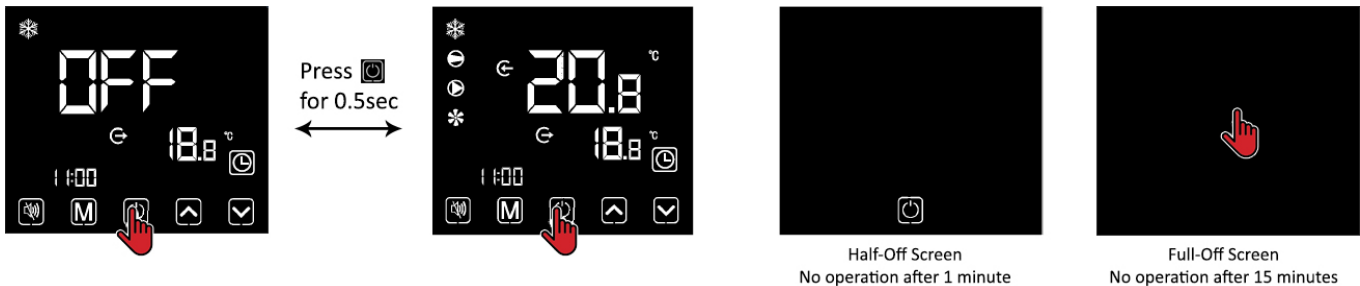 OFF
18.8 °C
11:00
M
Press
for 0.5sec
20.8 °C
18.8 °C
11:00
M
Half-Off Screen
No operation after 1 minute
Full-Off Screen
No operation after 15 minutes